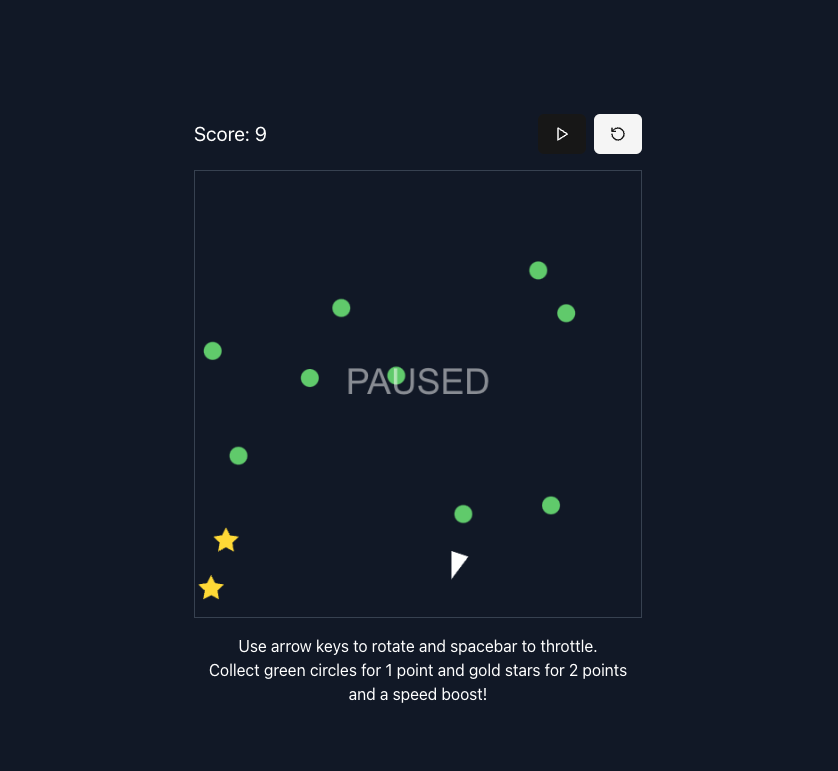 Score: 9
PAUSED
Use arrow keys to rotate and spacebar to throttle.
Collect green circles for 1 point and gold stars for 2 points
and a speed boost!